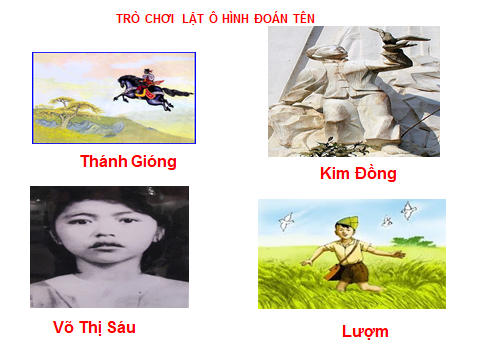 TRÒ CHƠI LẬT Ô HÌNH ĐOÁN TÊN
Thánh Gióng
Kim Đồng
Võ Thị Sáu
Lượm